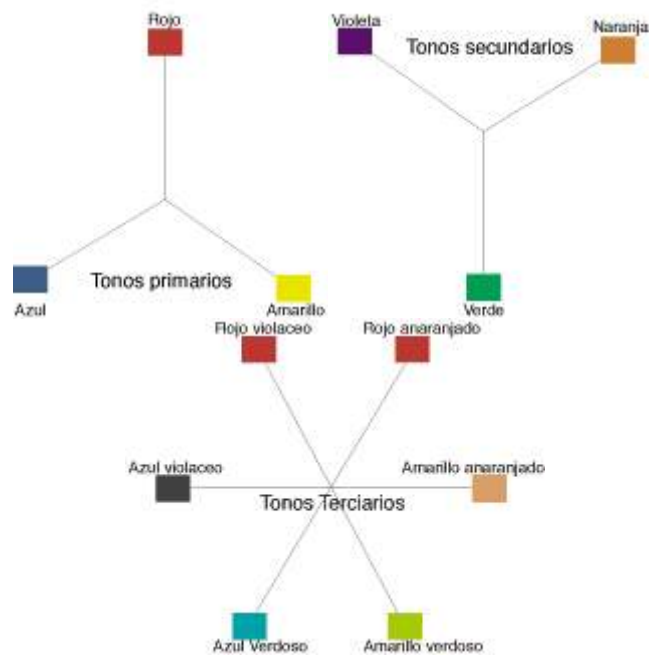 Rojo
Violeta
Naranja
Tonos secundarios
Tonos primarios
Azul
Amarillo
Verde
Rojo violaceo
Rojo anaranjado
Azul violaceo
Amarillo anaranjado
Tonos Terciarios
Azul Verdoso
Amarillo verdoso